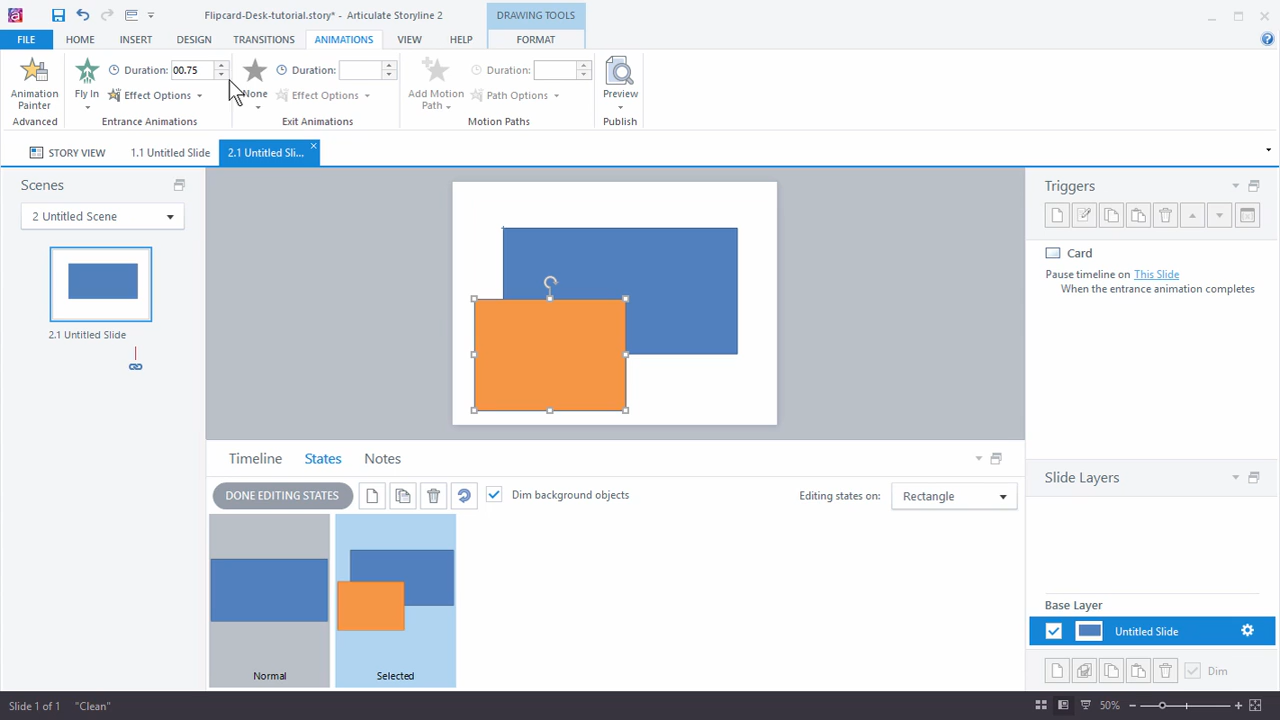 Flipcard-Desk-tutorial.story* - Articulate Storyline 2
DRAWING TOOLS
FILE
HOME
INSERT
DESIGN
TRANSITIONS
ANIMATIONS
VIEW
HELP
FORMAT
Animation Painter
Fly In
Duration: 00.75
Effect Options
None
Duration:
Effect Options
Add Motion Path
Duration:
Path Options
Preview
Advanced
Entrance Animations
Exit Animations
Motion Paths
Publish
STORY VIEW
1.1 Untitled Slide
2.1 Untitled Sli...
Scenes
2 Untitled Scene
2.1 Untitled Slide
Timeline
States
Notes
DONE EDITING STATES
Dim background objects
Editing states on:
Rectangle
Normal
Selected
Triggers
Card
Pause timeline on This Slide
When the entrance animation completes
Slide Layers
Base Layer
Untitled Slide
Dim
Slide 1 of 1
"Clean"
50%